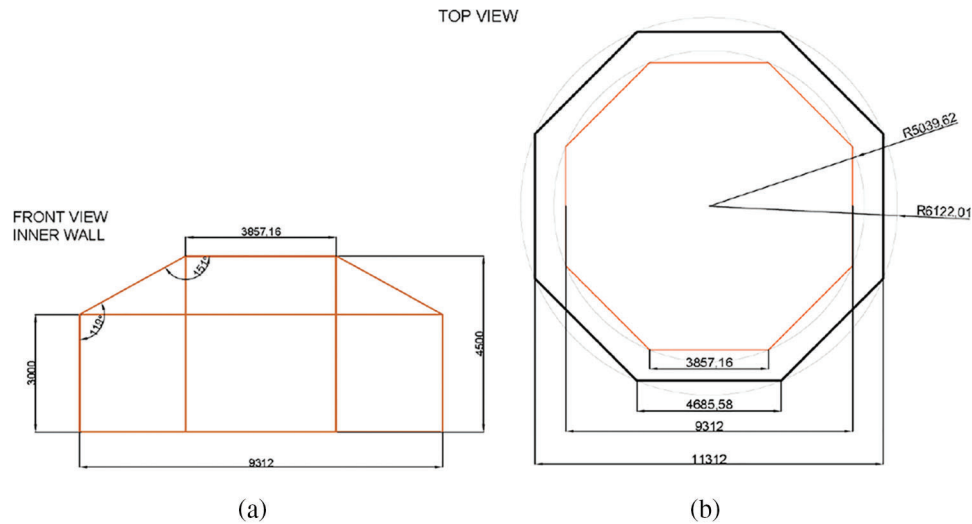 TOP VIEW
R5039,62
R6122,01
FRONT VIEW
INNER WALL
3857,16
151°
119°
3000
4500
9312
3857,16
4685,58
9312
11312
(a)
(b)